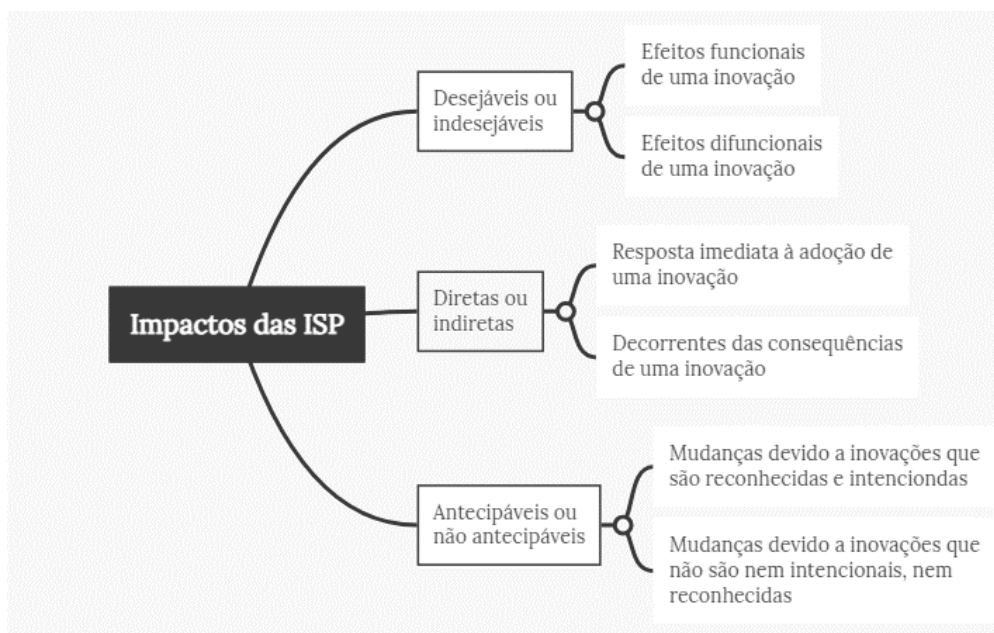 Impactos das ISP
Desejáveis ou
indesejáveis
Efeitos funcionais
de uma inovação
Efeitos difuncionais
de uma inovação
Diretas ou
indiretas
Resposta imediata à adoção de
uma inovação
Decorrentes das consequências
de uma inovação
Antecipáveis ou
não antecipáveis
Mudanças devido a inovações que
são reconhecidas e intenciondas
Mudanças devido a inovações que
não são nem intencionais, nem
reconhecidas